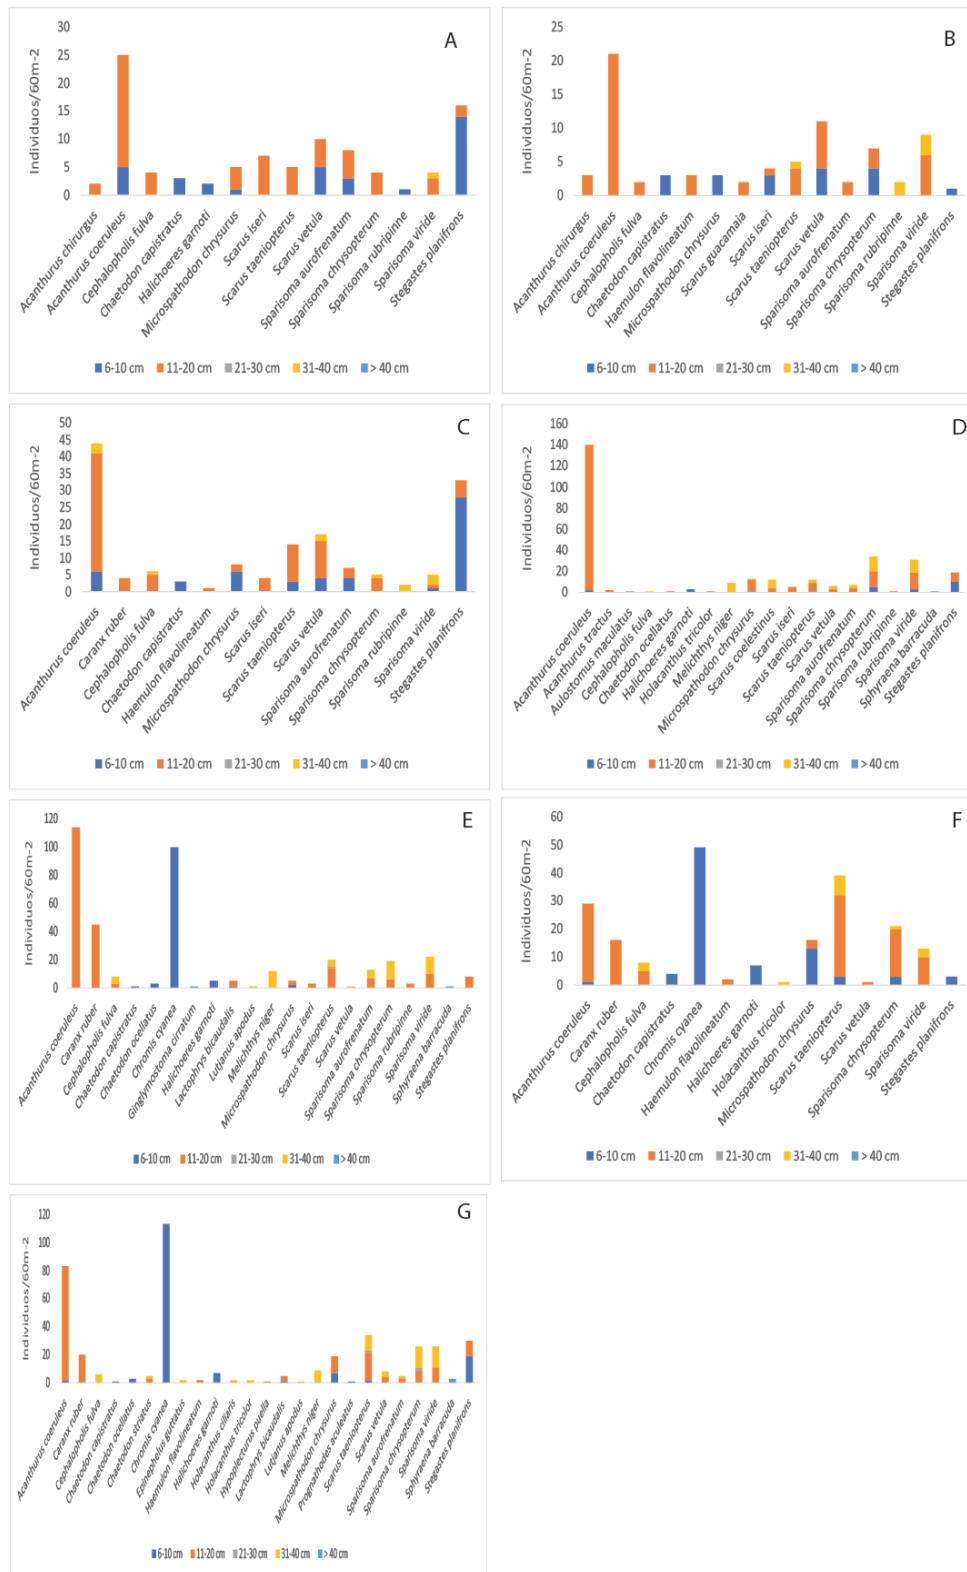 A
Individuos/60m-2
30
25
20
15
10
5
0
Acanthurus chirurgus
Acanthurus coeruleus
Cephalopholis fulva
Chaetodon capistratus
Halichoeres garnoti
Microspathodon chrysurus
Scarus iseri
Scarus taeniopterus
Scarus vetula
Sparisoma aurofrenatum
Sparisoma chrysopterum
Sparisoma rubripinne
Sparisoma viride
Stegastes planifrons
6-10 cm 11-20 cm 21-30 cm 31-40 cm > 40 cm
B
Individuos/60m-2
25
20
15
10
5
0
Acanthurus chirurgus
Acanthurus coeruleus
Cephalopholis fulva
Chaetodon capistratus
Haemulon flavolineatum
Microspathodon chrysurus
Scarus guacamaia
Scarus iseri
Scarus taeniopterus
Scarus vetula
Sparisoma aurofrenatum
Sparisoma chrysopterum
Sparisoma rubripinne
Sparisoma viride
Stegastes planifrons
6-10 cm 11-20 cm 21-30 cm 31-40 cm > 40 cm
C
Individuos/60m-2
50
45
40
35
30
25
20
15
10
5
0
Acanthurus coeruleus
Caranx ruber
Cephalopholis fulva
Chaetodon capistratus
Haemulon flavolineatum
Microspathodon chrysurus
Scarus iseri
Scarus taeniopterus
Scarus vetula
Sparisoma aurofrenatum
Sparisoma chrysopterum
Sparisoma rubripinne
Sparisoma viride
Stegastes planifrons
6-10 cm 11-20 cm 21-30 cm 31-40 cm > 40 cm
D
Individuos/60m-2
160
140
120
100
80
60
40
20
0
Acanthurus coeruleus
Acanthurus tractus
Aulostomus maculatus
Cephalopholis fulva
Chaetodon ocellatus
Halichoeres garnoti
Holacanthus tricolor
Melichthys niger
Microspathodon chrysurus
Scarus coelestinus
Scarus iseri
Scarus taeniopterus
Scarus vetula
Sparisoma aurofrenatum
Sparisoma chrysopterum
Sparisoma rubripinne
Sparisoma viride
Sphyraena barracuda
Stegastes planifrons
6-10 cm 11-20 cm 21-30 cm 31-40 cm > 40 cm
E
Individuos/60m-2
120
100
80
60
40
20
0
Acanthurus coeruleus
Caranx ruber
Cephalopholis fulva
Chaetodon capistratus
Chaetodon ocellatus
Chromis cyanea
Ginglymostoma cirratum
Halichoeres garnoti
Lactophrys bicaudalis
Lutjanus apodus
Melichthys niger
Microspathodon chrysurus
Scarus iseri
Scarus taeniopterus
Scarus vetula
Sparisoma aurofrenatum
Sparisoma chrysopterum
Sparisoma rubripinne
Sparisoma viride
Sphyraena barracuda
Stegastes planifrons
6-10 cm 11-20 cm 21-30 cm 31-40 cm > 40 cm
F
Individuos/60m-2
60
50
40
30
20
10
0
Acanthurus coeruleus
Caranx ruber
Cephalopholis fulva
Chaetodon capistratus
Chromis cyanea
Haemulon flavolineatum
Halichoeres garnoti
Holacanthus tricolor
Microspathodon chrysurus
Scarus taeniopterus
Scarus vetula
Sparisoma chrysopterum
Sparisoma viride
Stegastes planifrons
6-10 cm 11-20 cm 21-30 cm 31-40 cm > 40 cm
G
Individuos/60m-2
120
100
80
60
40
20
0
Acanthurus coeruleus
Caranx ruber
Cephalopholis fulva
Chaetodon capistratus
Chaetodon ocellatus
Chaetodon striatus
Chromis cyanea
Epinephelus guttatus
Haemulon flavolineatum
Halichoeres garnoti
Holacanthus ciliaris
Holacanthus tricolor
Hypoplecturus puella
Lactophrys bicaudalis
Lutjanus apodus
Melichthys niger
Microspathodon chrysurus
Prognathodes aculeatus
Scarus taeniopterus
Scarus vetula
Sparisoma aurofrenatum
Sparisoma chrysopterum
Sparisoma viride
Sphyraena barracuda
Stegastes planifrons
6-10 cm 11-20 cm 21-30 cm 31-40 cm > 40 cm